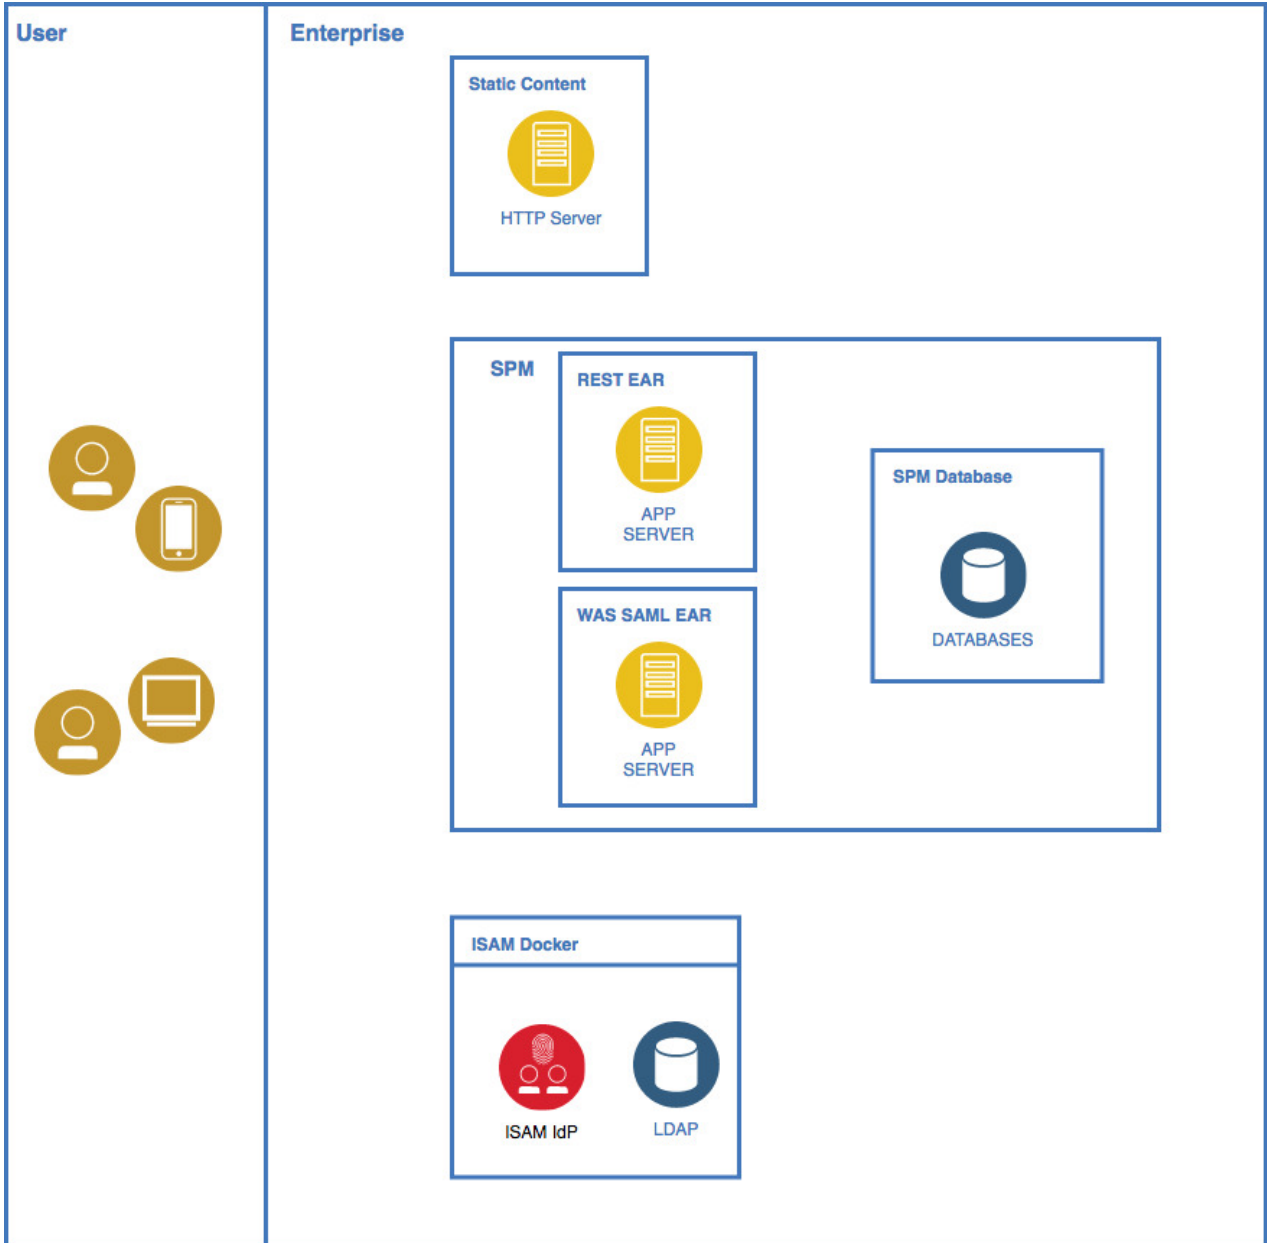 User
Enterprise
Static Content
HTTP Server
SPM
REST EAR
APP
SERVER
SPM Database
DATABASES
WAS SAML EAR
APP
SERVER
ISAM Docker
ISAM IdP
LDAP